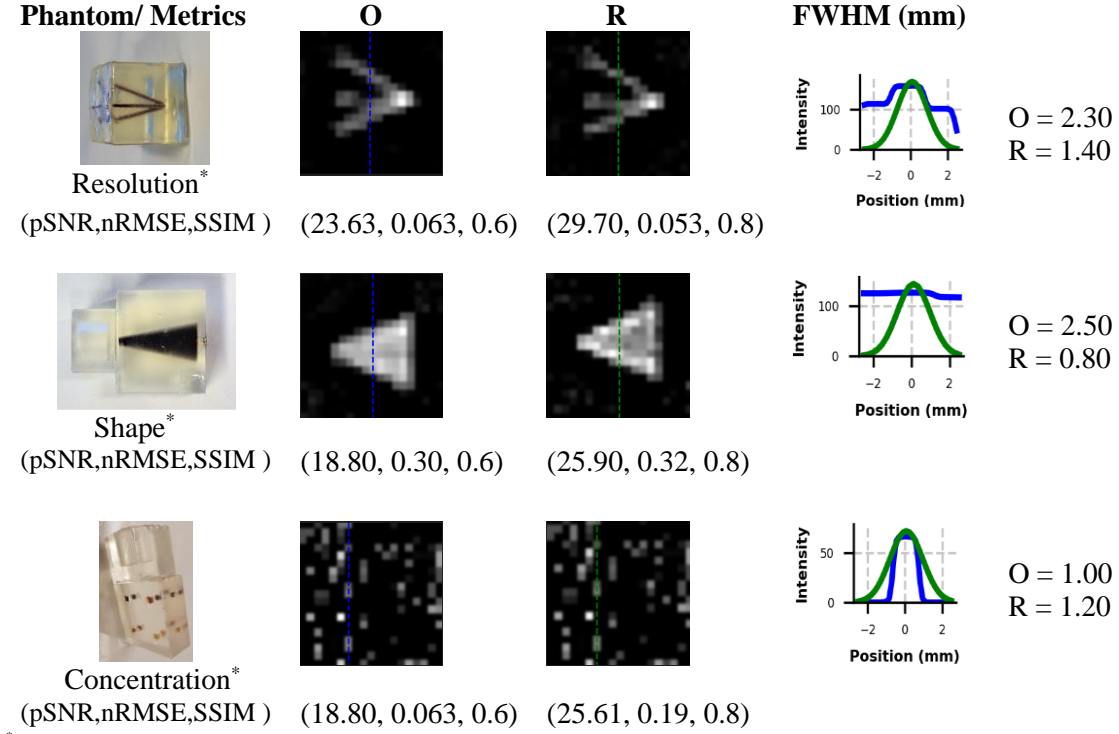 Phantom/ Metrics O R FWHM (mm)
Intensity
100
0
−2 0 2
Position (mm)
O = 2.30
R = 1.40
Resolution*
(pSNR,nRMSE,SSIM ) (23.63, 0.063, 0.6) (29.70, 0.053, 0.8)
Intensity
100
0
−2 0 2
Position (mm)
O = 2.50
R = 0.80
Shape*
(pSNR,nRMSE,SSIM ) (18.80, 0.30, 0.6) (25.90, 0.32, 0.8)
Intensity
50
0
−2 0 2
Position (mm)
O = 1.00
R = 1.20
Concentration*
(pSNR,nRMSE,SSIM ) (18.80, 0.063, 0.6) (25.61, 0.19, 0.8)
*